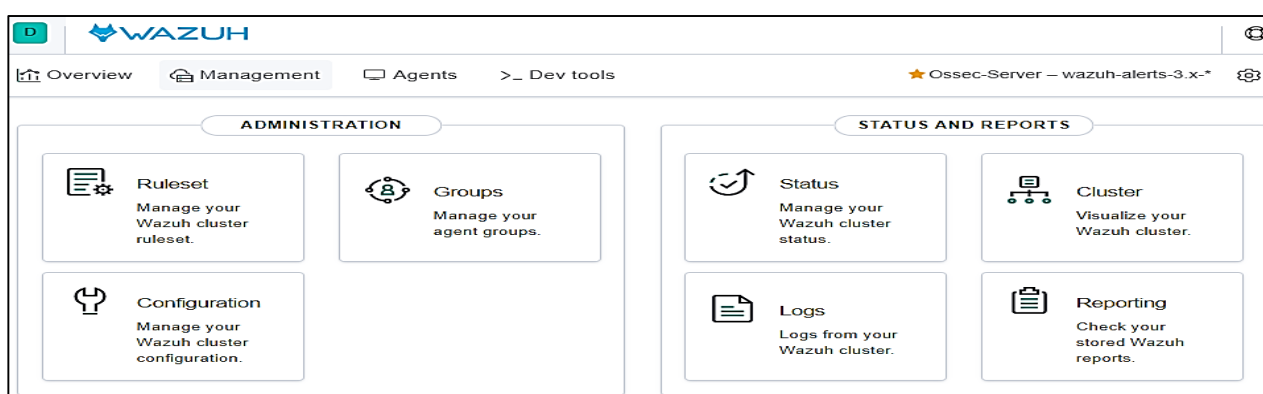 D
WAZUH
Overview
Management
Agents
>_ Dev tools
Ossec-Server – wazuh-alerts-3.x-*
ADMINISTRATION
Ruleset
Manage your
Wazuh cluster
ruleset.
Groups
Manage your
agent groups.
Configuration
Manage your
Wazuh cluster
configuration.
STATUS AND REPORTS
Status
Manage your
Wazuh cluster
status.
Cluster
Visualize your
Wazuh cluster.
Logs
Logs from your
Wazuh cluster.
Reporting
Check your
stored Wazuh
reports.